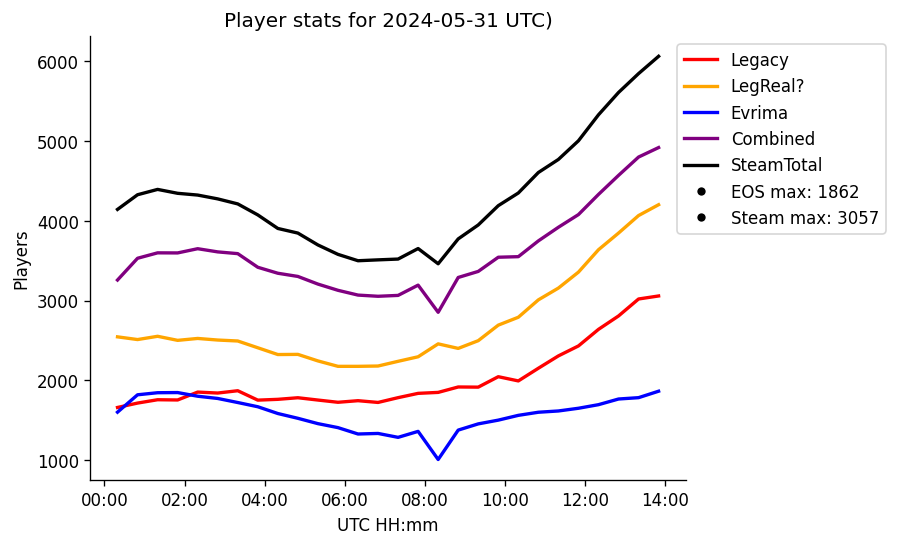 Player stats for 2024-05-31 UTC)
6000
5000
4000
3000
2000
1000
Players
00:00 02:00 04:00 06:00 08:00 10:00 12:00 14:00
UTC HH:mm
Legacy
LegReal?
Evrima
Combined
SteamTotal
EOS max: 1862
Steam max: 3057